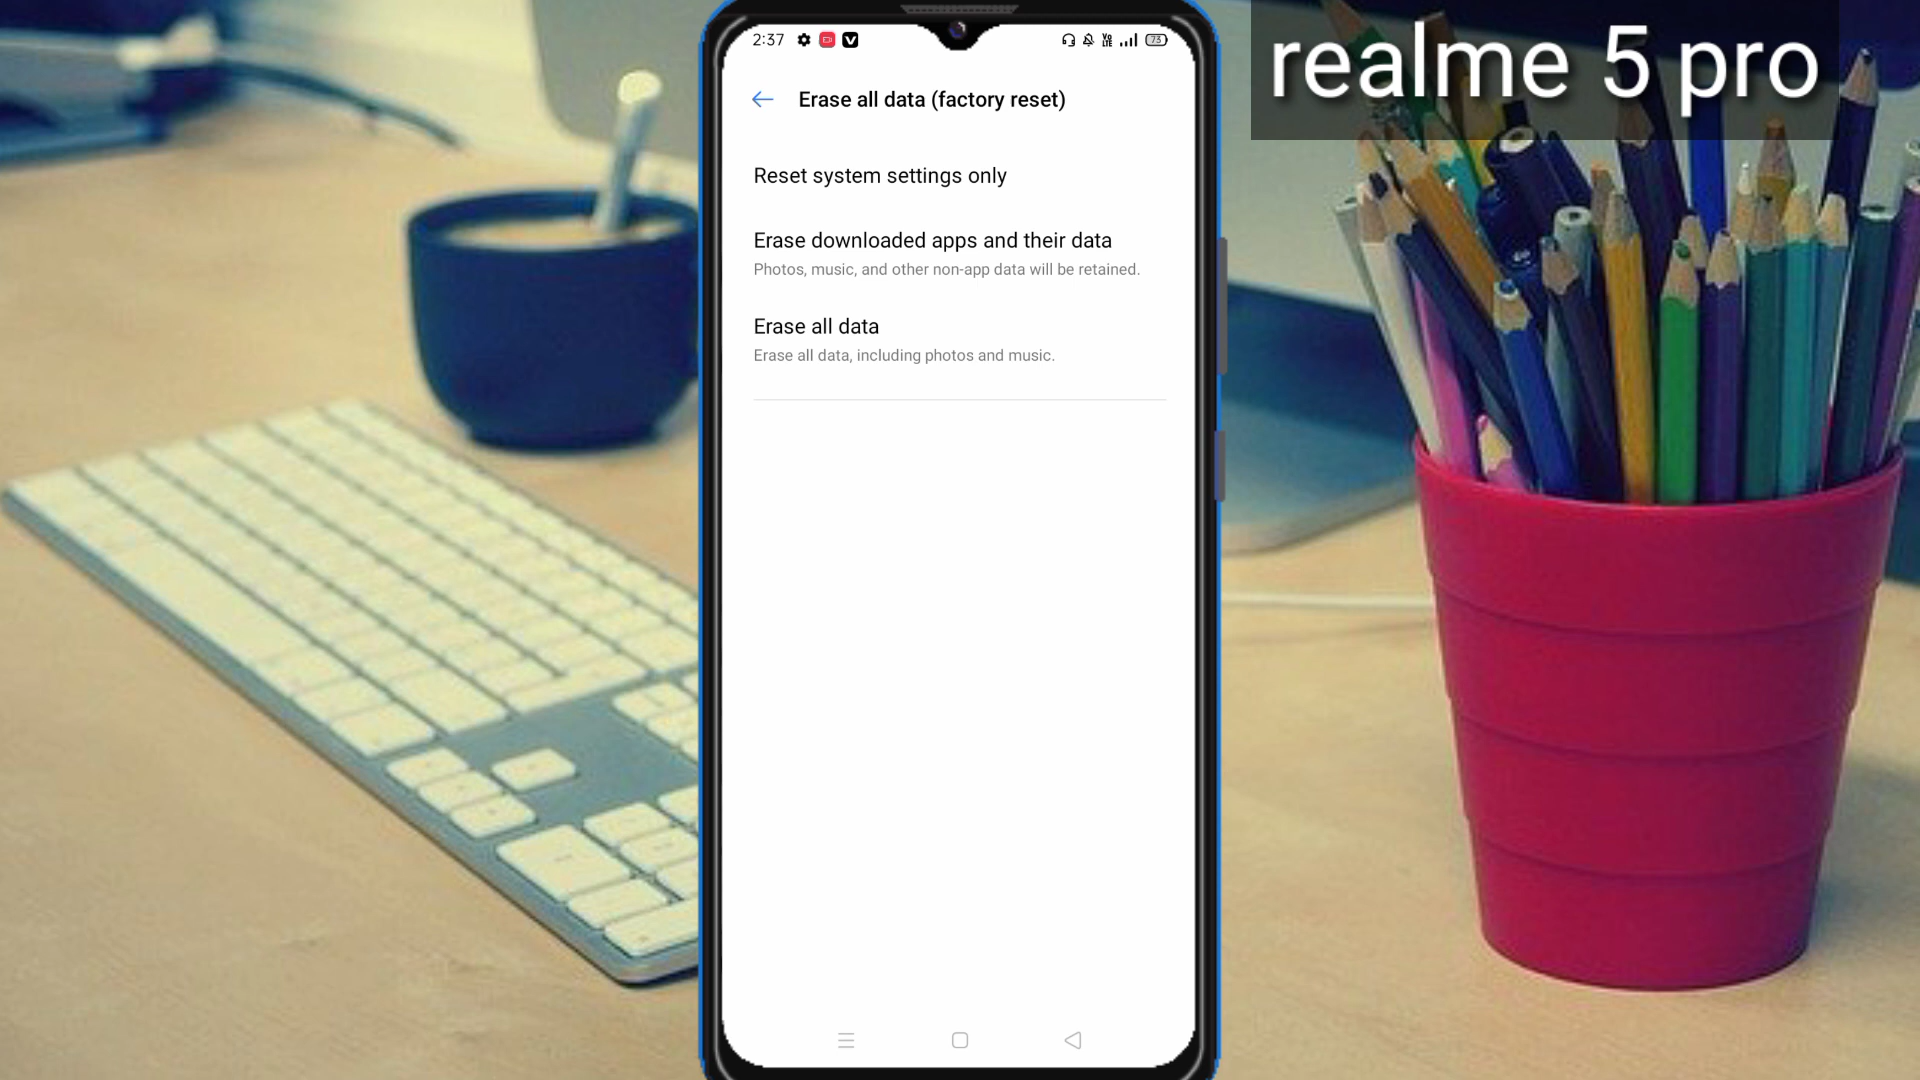 realme 5 pro
2:37
73
Erase all data (factory reset)
Reset system settings only
Erase downloaded apps and their data
Photos, music, and other non-app data will be retained.
Erase all data
Erase all data, including photos and music.